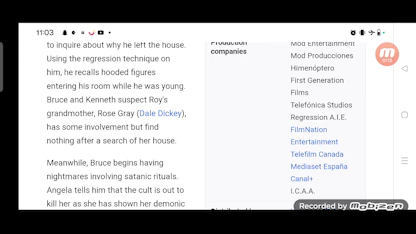 11:03
to inquire about why he left the house.
Using the regression technique on
him, he recalls hooded figures
entering his room while he was young.
Bruce and Kenneth suspect Roy's
grandmother, Rose Gray (Dale Dickey),
has some involvement but find
nothing after a search of her house.
Meanwhile, Bruce begins having
nightmares involving satanic rituals.
Angela tells him that the cult is out to
kill her as she has shown her demonic
Production
companies
Mod Entertainment
Mod Producciones
Himenóptero
First Generation
Films
Telefónica Studios
Regression A.I.E.
FilmNation
Entertainment
Telefilm Canada
Mediaset España
Canal+
I.C.A.A.
Recorded by
MOBIZEN